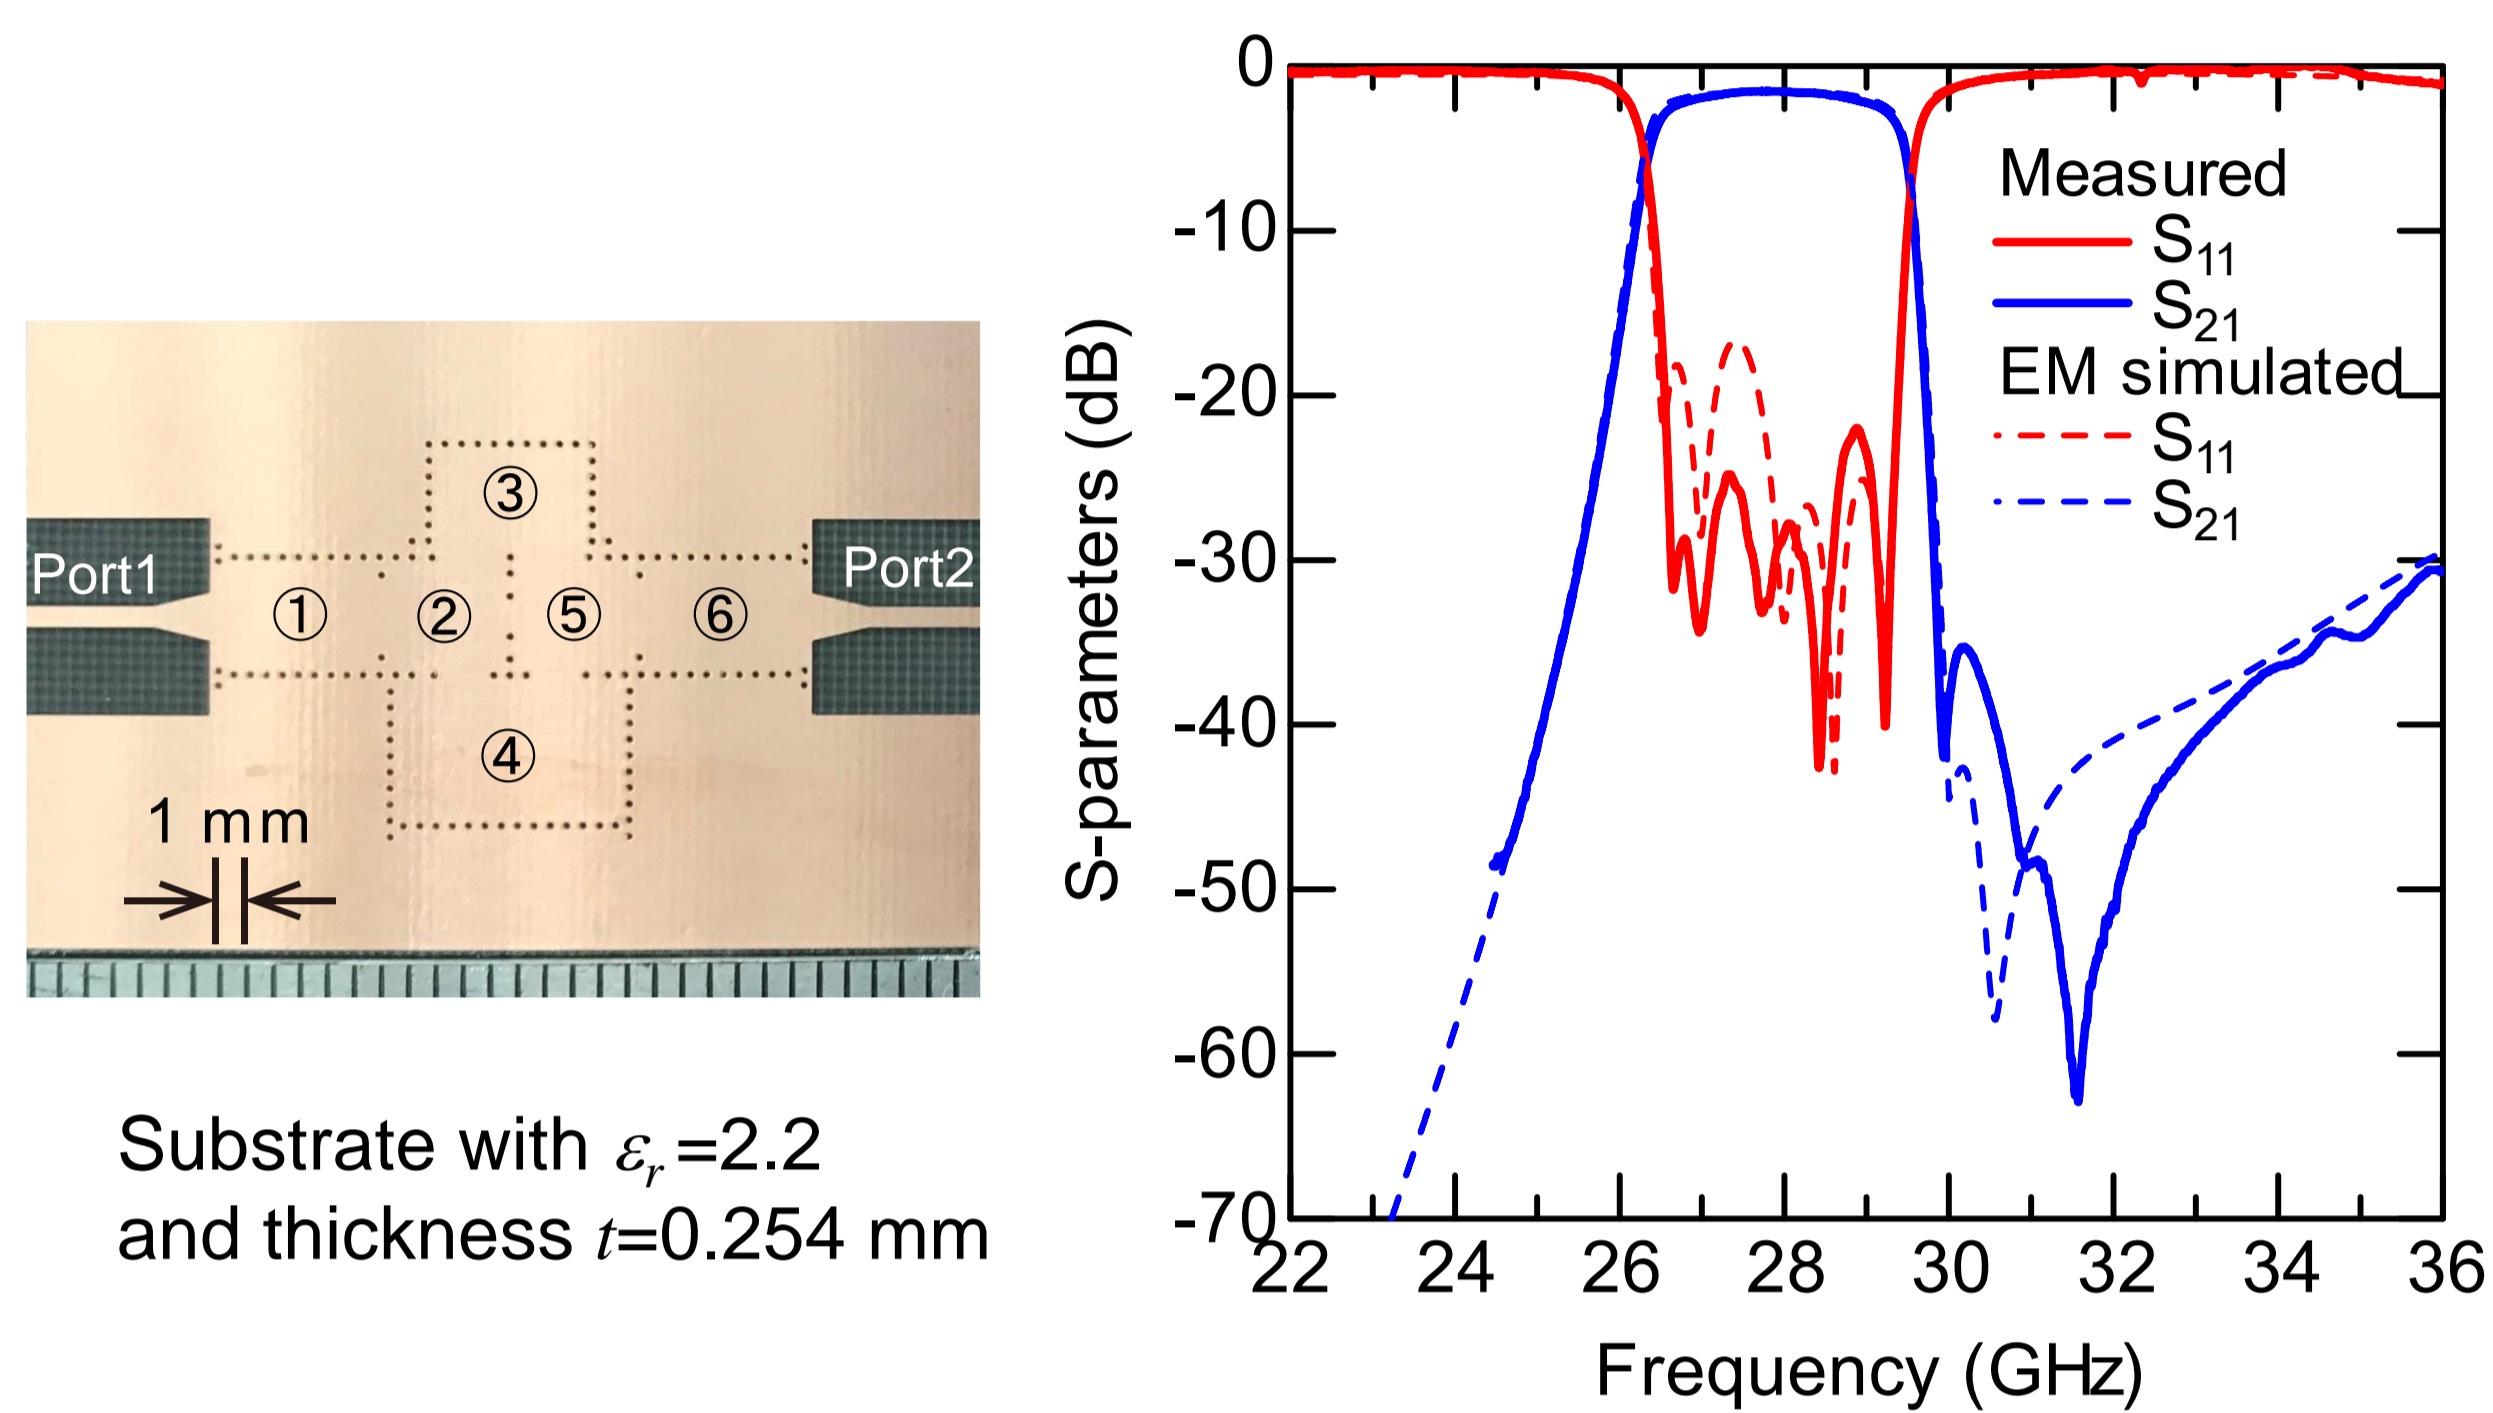 Port1
Port2
①
②
③
④
⑤
⑥
1 mm
Substrate with εr=2.2
and thickness t=0.254 mm
S-parameters (dB)
0
-10
-20
-30
-40
-50
-60
-70
22 24 26 28 30 32 34 36
Frequency (GHz)
Measured
S11
S21
EM simulated
S11
S21